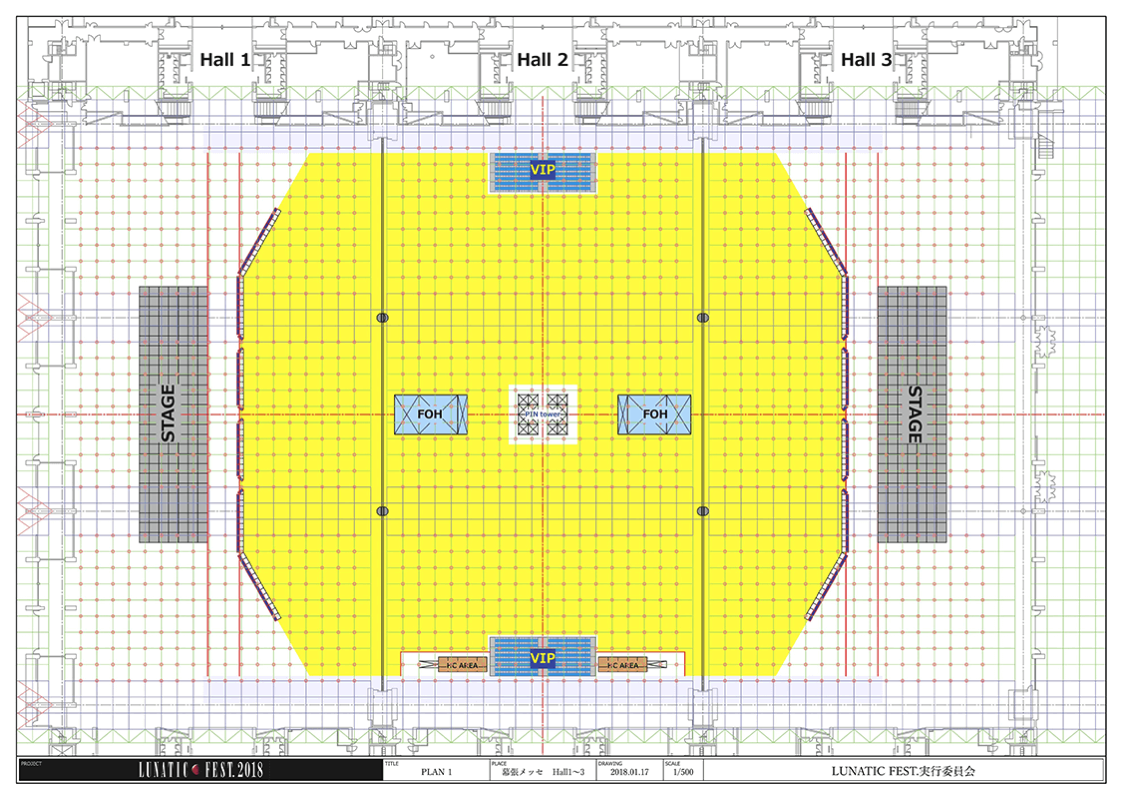 Hall 1
Hall 2
Hall 3
VIP
STAGE
FOH
PIN tower
FOH
STAGE
HC AREA
VIP
HC AREA
PROJECT
LUNATIC FEST.2018
TITLE
PLAN 1
PLACE
幕張メッセ Hall1〜3
DRAWING
2018.01.17
SCALE
1/500
LUNATIC FEST.実行委員会